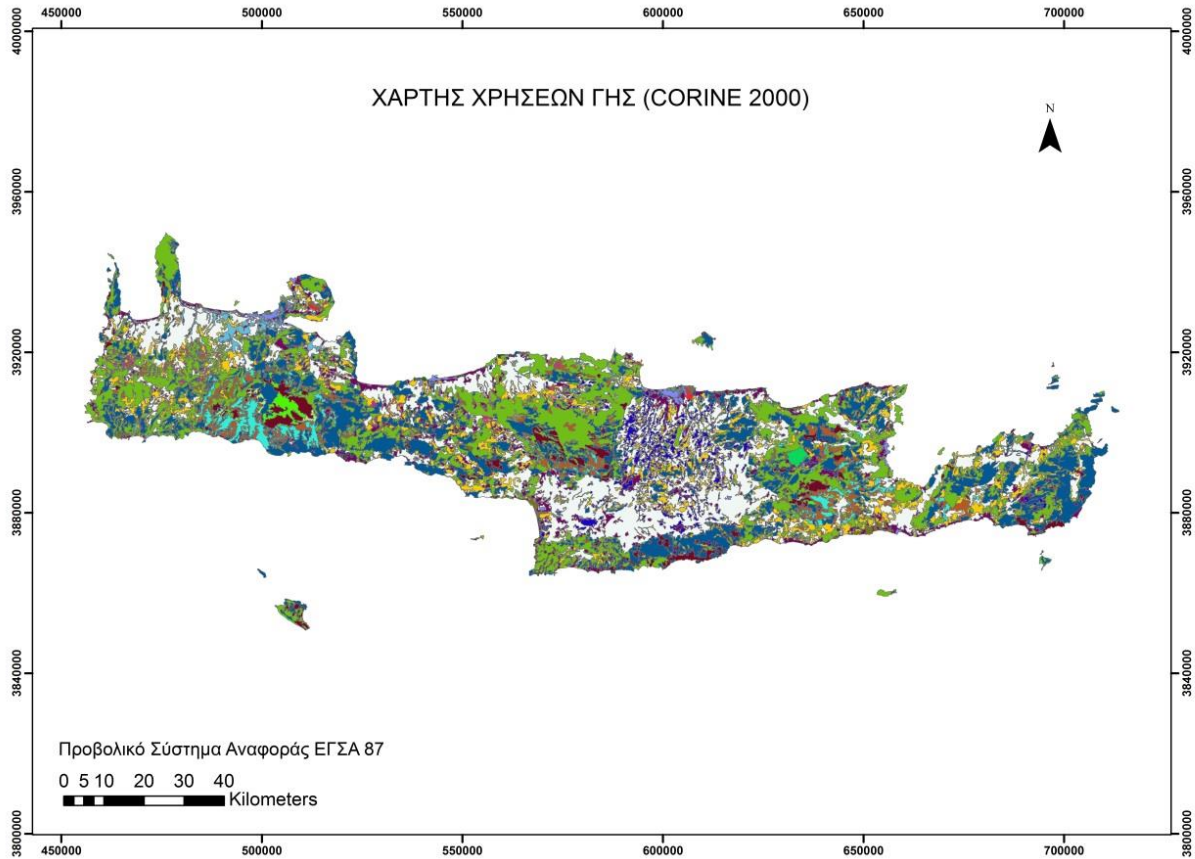 450000 500000 550000 600000 650000 700000
4000000 4000000
ΧΑΡΤΗΣ ΧΡΗΣΕΩΝ ΓΗΣ (CORINE 2000)
N
3960000 3960000
3920000 3920000
3880000 3880000
3840000 3840000
Προβολικό Σύστημα Αναφοράς ΕΓΣΑ 87
0 5 10 20 30 40
Kilometers
3800000 3800000
450000 500000 550000 600000 650000 700000